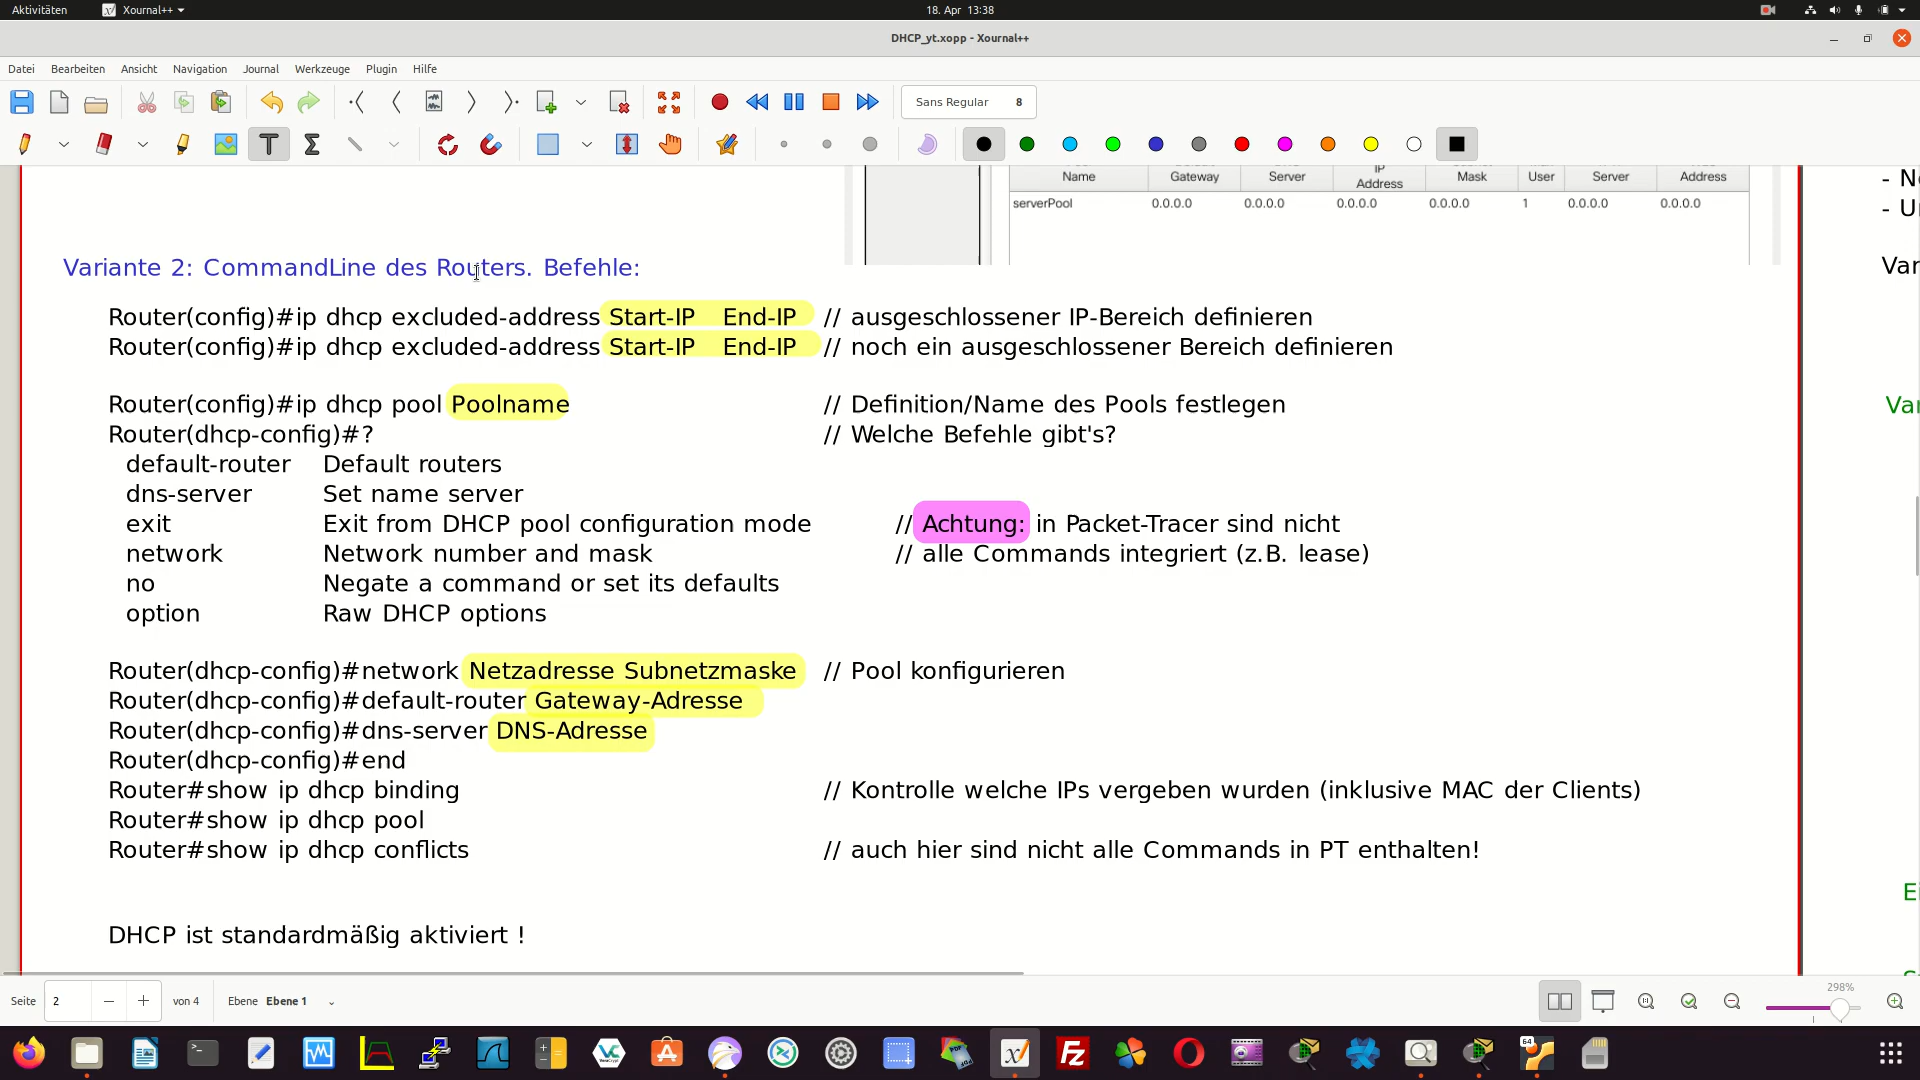 Aktivitäten
Xournal++
18. Apr 13:38
DHCP_yt.xopp - Xournal++
Datei Bearbeiten Ansicht Navigation Journal Werkzeuge Plugin Hilfe
Sans Regular 8
IP
Name Gateway Server Address Mask User Server Address
serverPool 0.0.0.0 0.0.0.0 0.0.0.0 0.0.0.0 1 0.0.0.0 0.0.0.0
Variante 2: CommandLine des Routers. Befehle:
Router(config)#ip dhcp excluded-address Start-IP End-IP // ausgeschlossener IP-Bereich definieren
Router(config)#ip dhcp excluded-address Start-IP End-IP // noch ein ausgeschlossener Bereich definieren
Router(config)#ip dhcp pool Poolname // Definition/Name des Pools festlegen
Router(dhcp-config)#? // Welche Befehle gibt's?
default-router Default routers
dns-server Set name server
exit Exit from DHCP pool configuration mode // Achtung: in Packet-Tracer sind nicht
network Network number and mask // alle Commands integriert (z.B. lease)
no Negate a command or set its defaults
option Raw DHCP options
Router(dhcp-config)#network Netzadresse Subnetzmaske // Pool konfigurieren
Router(dhcp-config)#default-router Gateway-Adresse
Router(dhcp-config)#dns-server DNS-Adresse
Router(dhcp-config)#end
Router#show ip dhcp binding // Kontrolle welche IPs vergeben wurden (inklusive MAC der Clients)
Router#show ip dhcp pool
Router#show ip dhcp conflicts // auch hier sind nicht alle Commands in PT enthalten!
DHCP ist standardmäßig aktiviert !
Seite 2 von 4 Ebene Ebene 1
298%